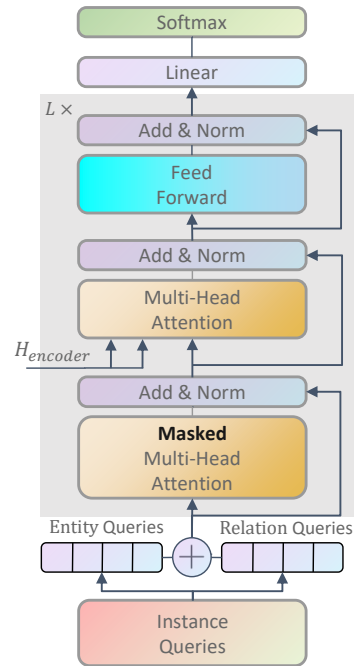 Softmax
Linear
L ×
Add & Norm
Feed
Forward
Add & Norm
Multi-Head
Attention
H_encoder
Add & Norm
Masked
Multi-Head
Attention
Entity Queries
Relation Queries
Instance
Queries